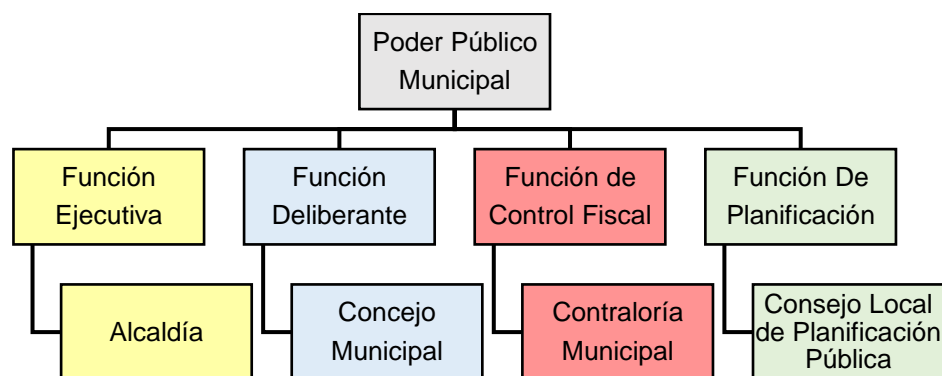 Poder Público
Municipal
Función
Ejecutiva
Función
Deliberante
Función de
Control Fiscal
Función De
Planificación
Alcaldía
Concejo
Municipal
Contraloría
Municipal
Consejo Local
de Planificación
Pública